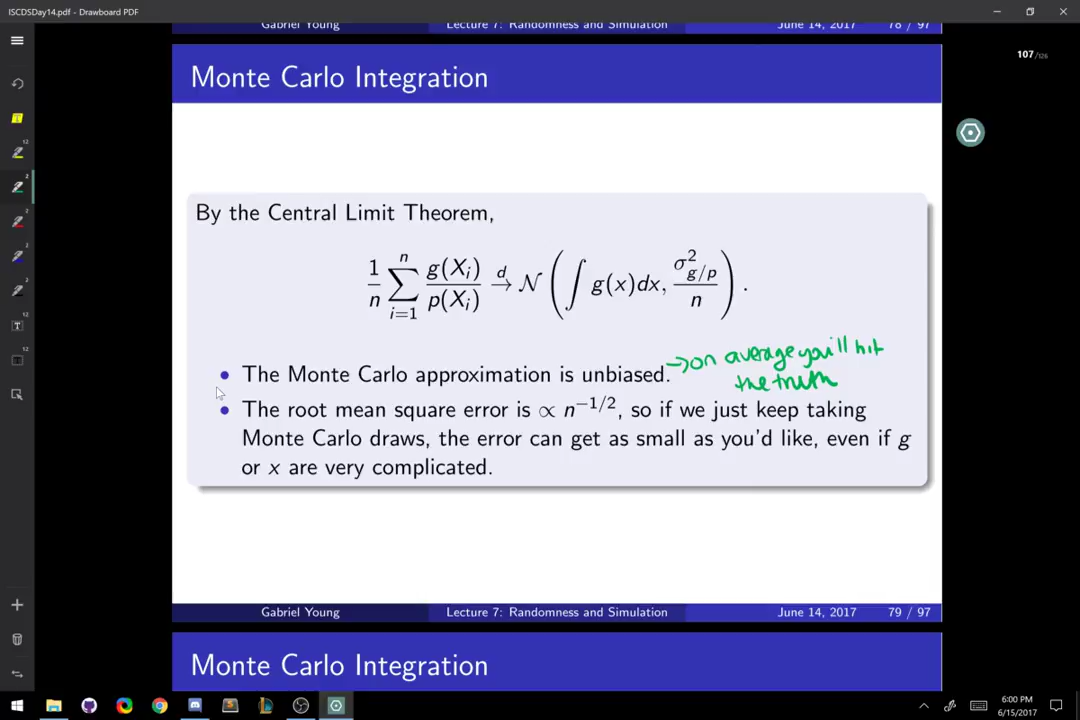 ISCDSDay14.pdf - Drawboard PDF
Gabriel Young Lecture 7: Randomness and Simulation June 14, 2017 78 / 97
107/126
Monte Carlo Integration
By the Central Limit Theorem,
1/n ∑_{i=1}^{n} g(X_i)/p(X_i) →^d N(∫ g(x)dx, σ²_{g/p}/n).
• The Monte Carlo approximation is unbiased. → on average you'll hit
the truth
• The root mean square error is ∝ n^{-1/2}, so if we just keep taking
Monte Carlo draws, the error can get as small as you'd like, even if g
or x are very complicated.
Gabriel Young Lecture 7: Randomness and Simulation June 14, 2017 79 / 97
Monte Carlo Integration
6:00 PM
6/15/2017